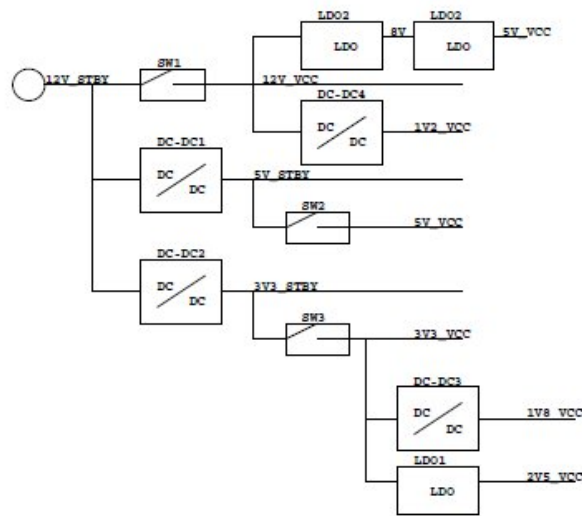 LDO2 LDO2
8V 5V_VCC
LDO LDO
SW1
12V_STBY 12V_VCC
DC-DC4
DC 1V2_VCC
DC
DC-DC1
DC 5V_STBY
DC
SW2
5V_VCC
DC-DC2
DC 3V3_STBY
DC
SW3
3V3_VCC
DC-DC3
DC 1V8_VCC
DC
LDO1
2V5_VCC
LDO